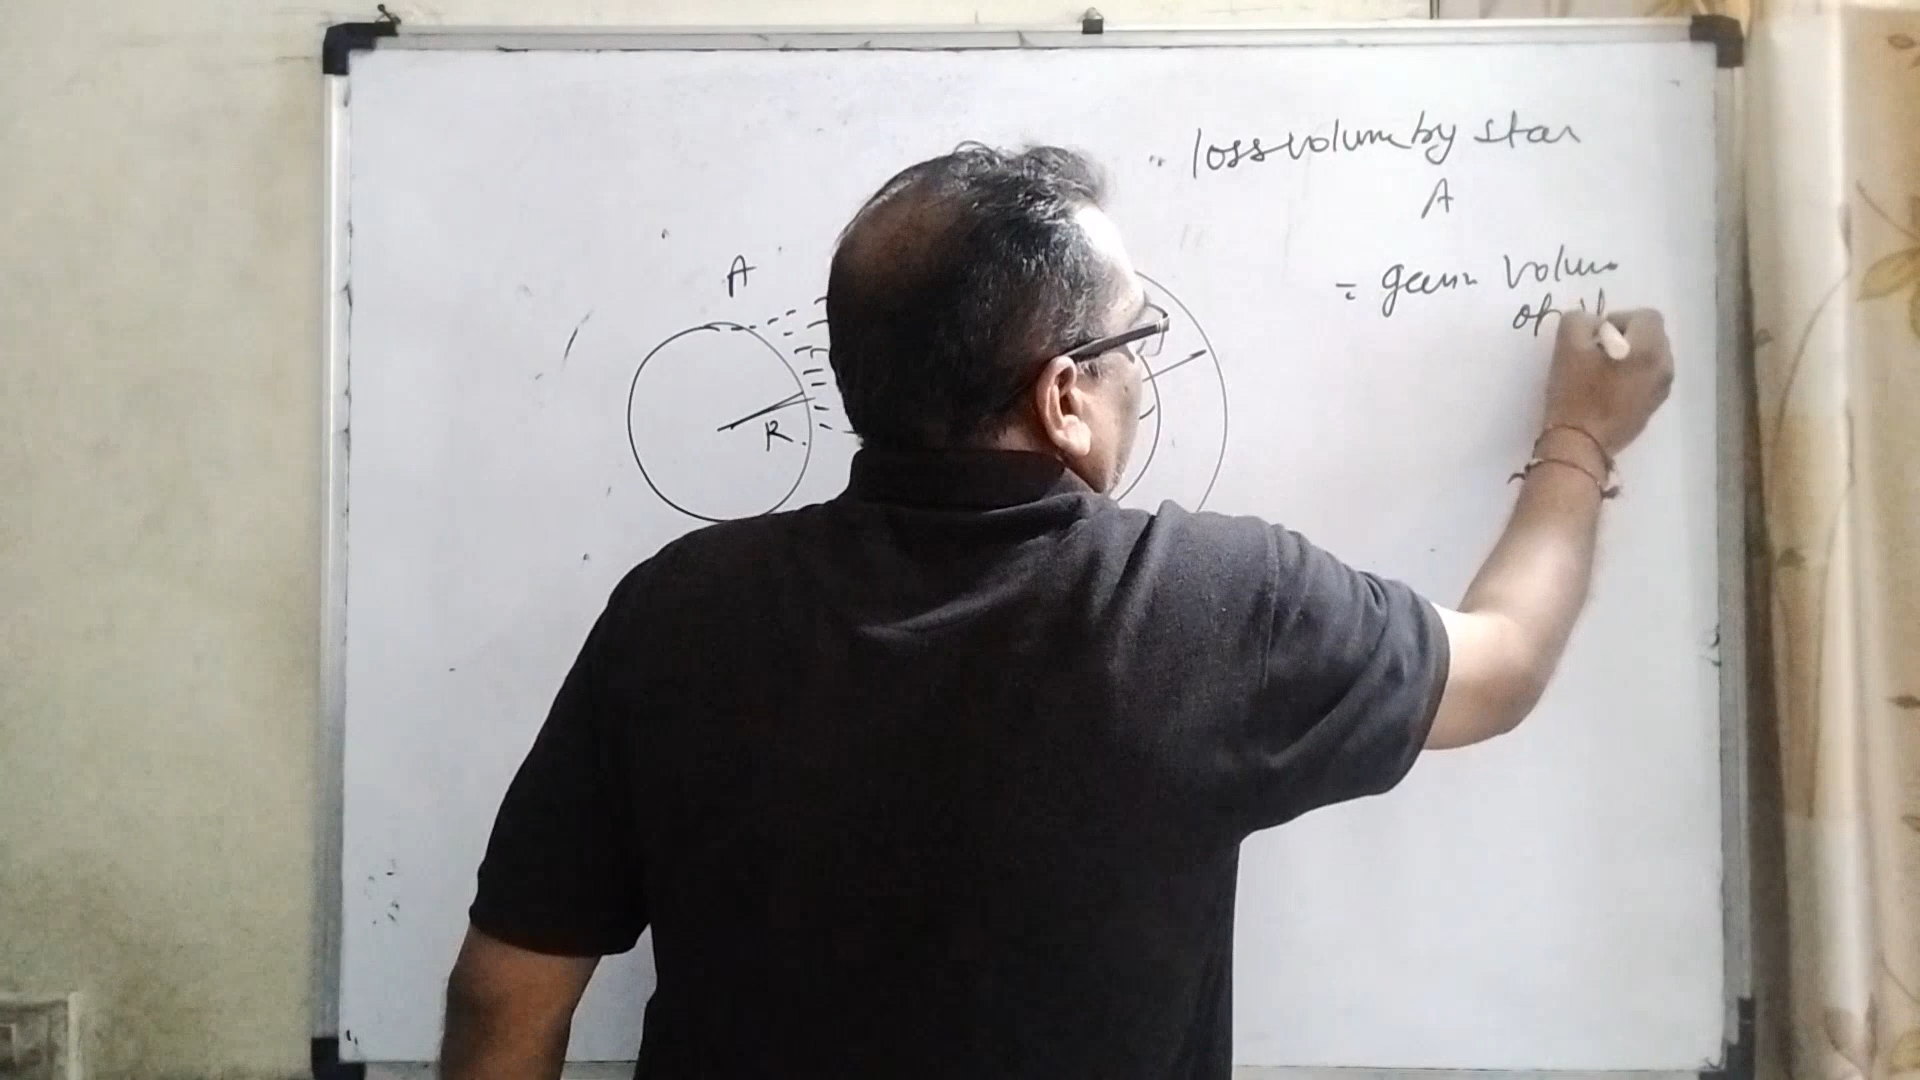 loss volum by star
A
= gain volum
of
A
R.